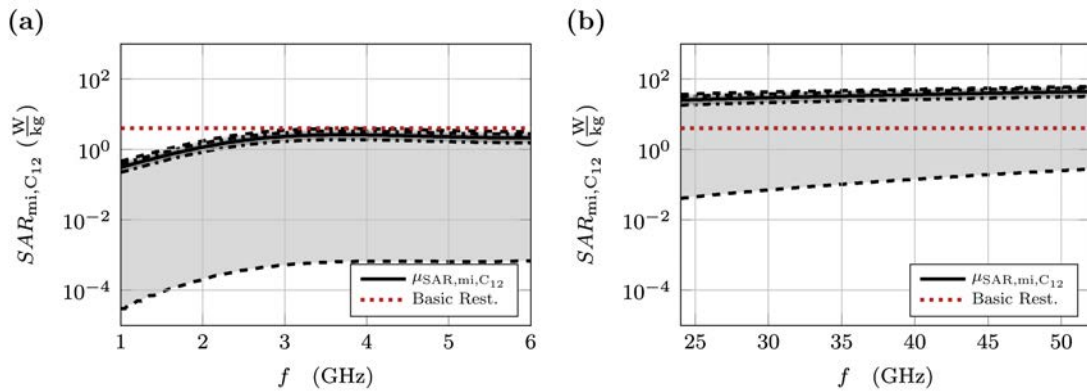 (a)
SAR_mi,C12 (W/kg)
10^2
10^0
10^−2
10^−4
μSAR,mi,C12
Basic Rest.
1 2 3 4 5 6
f (GHz)
(b)
SAR_mi,C12 (W/kg)
10^2
10^0
10^−2
10^−4
μSAR,mi,C12
Basic Rest.
25 30 35 40 45 50
f (GHz)